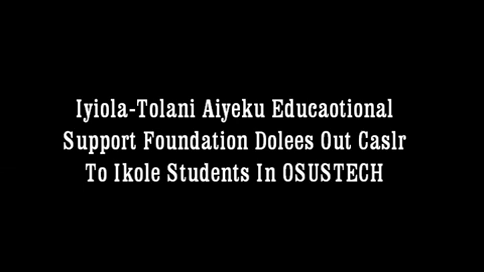 Iyiola-Tolani Aiyeku Educaotional
Support Foundation Dolees Out Caslr
To Ikole Students In OSUSTECH